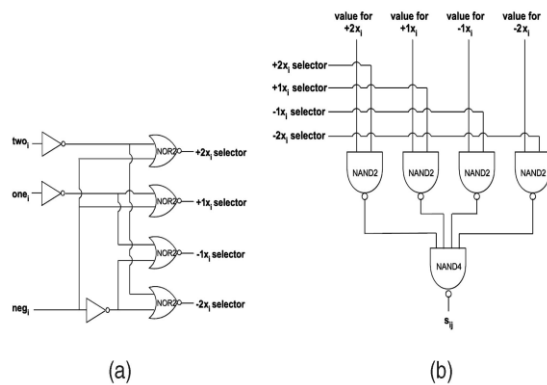 two_i
one_i
neg_i
NOR2
+2x_i selector
NOR2
+1x_i selector
NOR2
-1x_i selector
NOR2
-2x_i selector
(a)
value for +2x_i
value for +1x_i
value for -1x_i
value for -2x_i
+2x_i selector
+1x_i selector
-1x_i selector
-2x_i selector
NAND2
NAND2
NAND2
NAND2
NAND4
s_ij
(b)